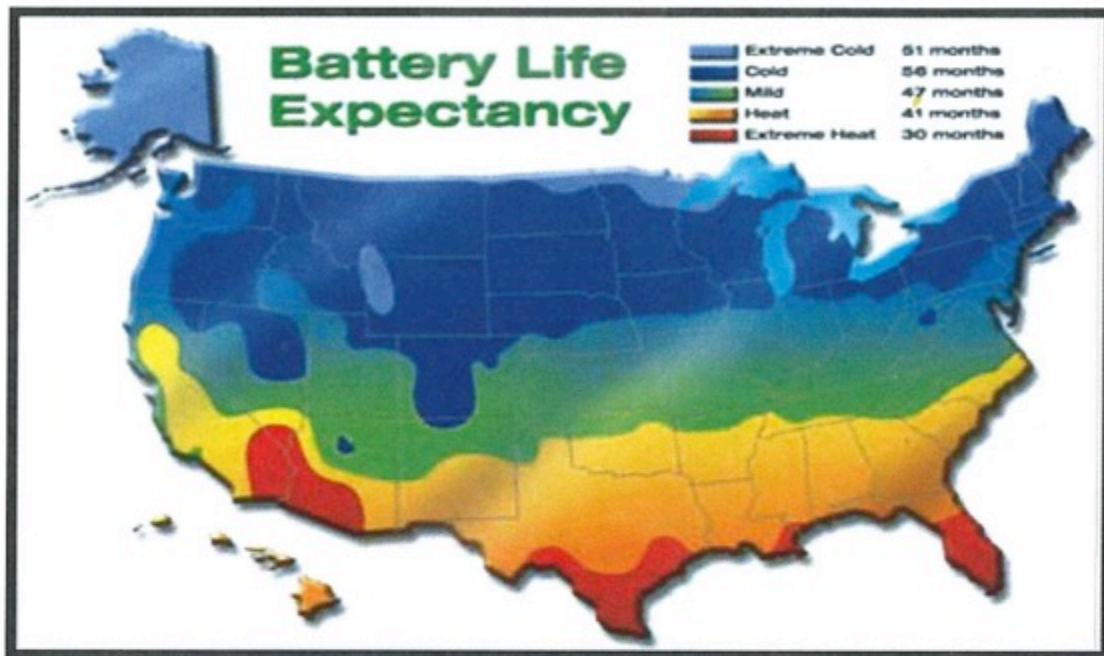 Battery Life
Expectancy
Extreme Cold 51 months
Cold 56 months
Mild 47 months
Heat 41 months
Extreme Heat 30 months